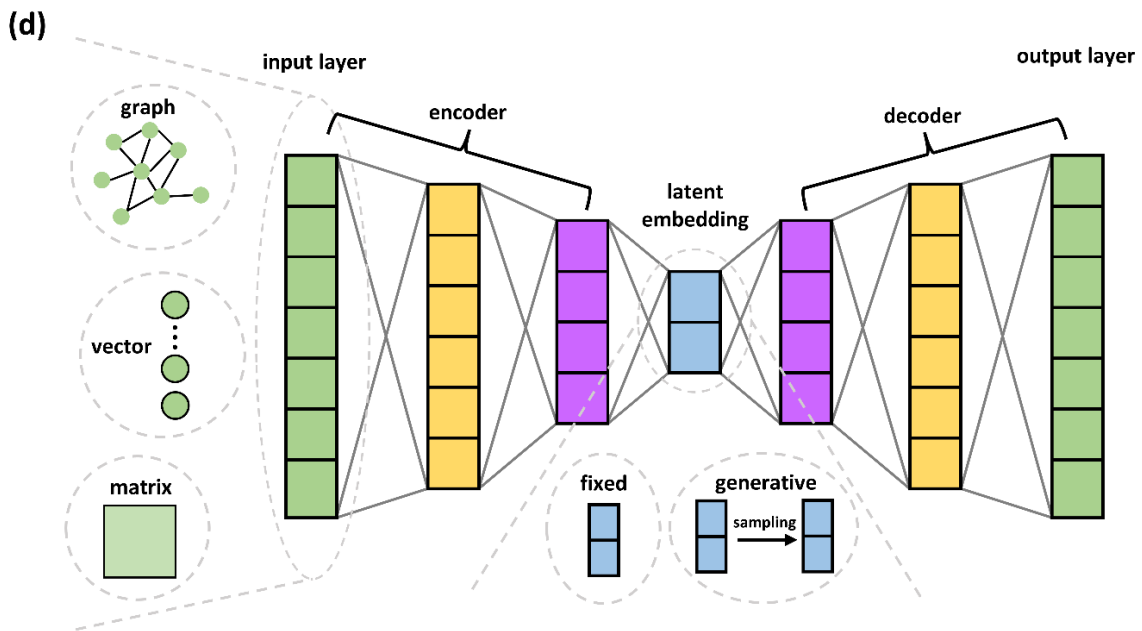 (d)
input layer
output layer
graph
encoder
decoder
latent
embedding
vector
matrix
fixed
generative
sampling